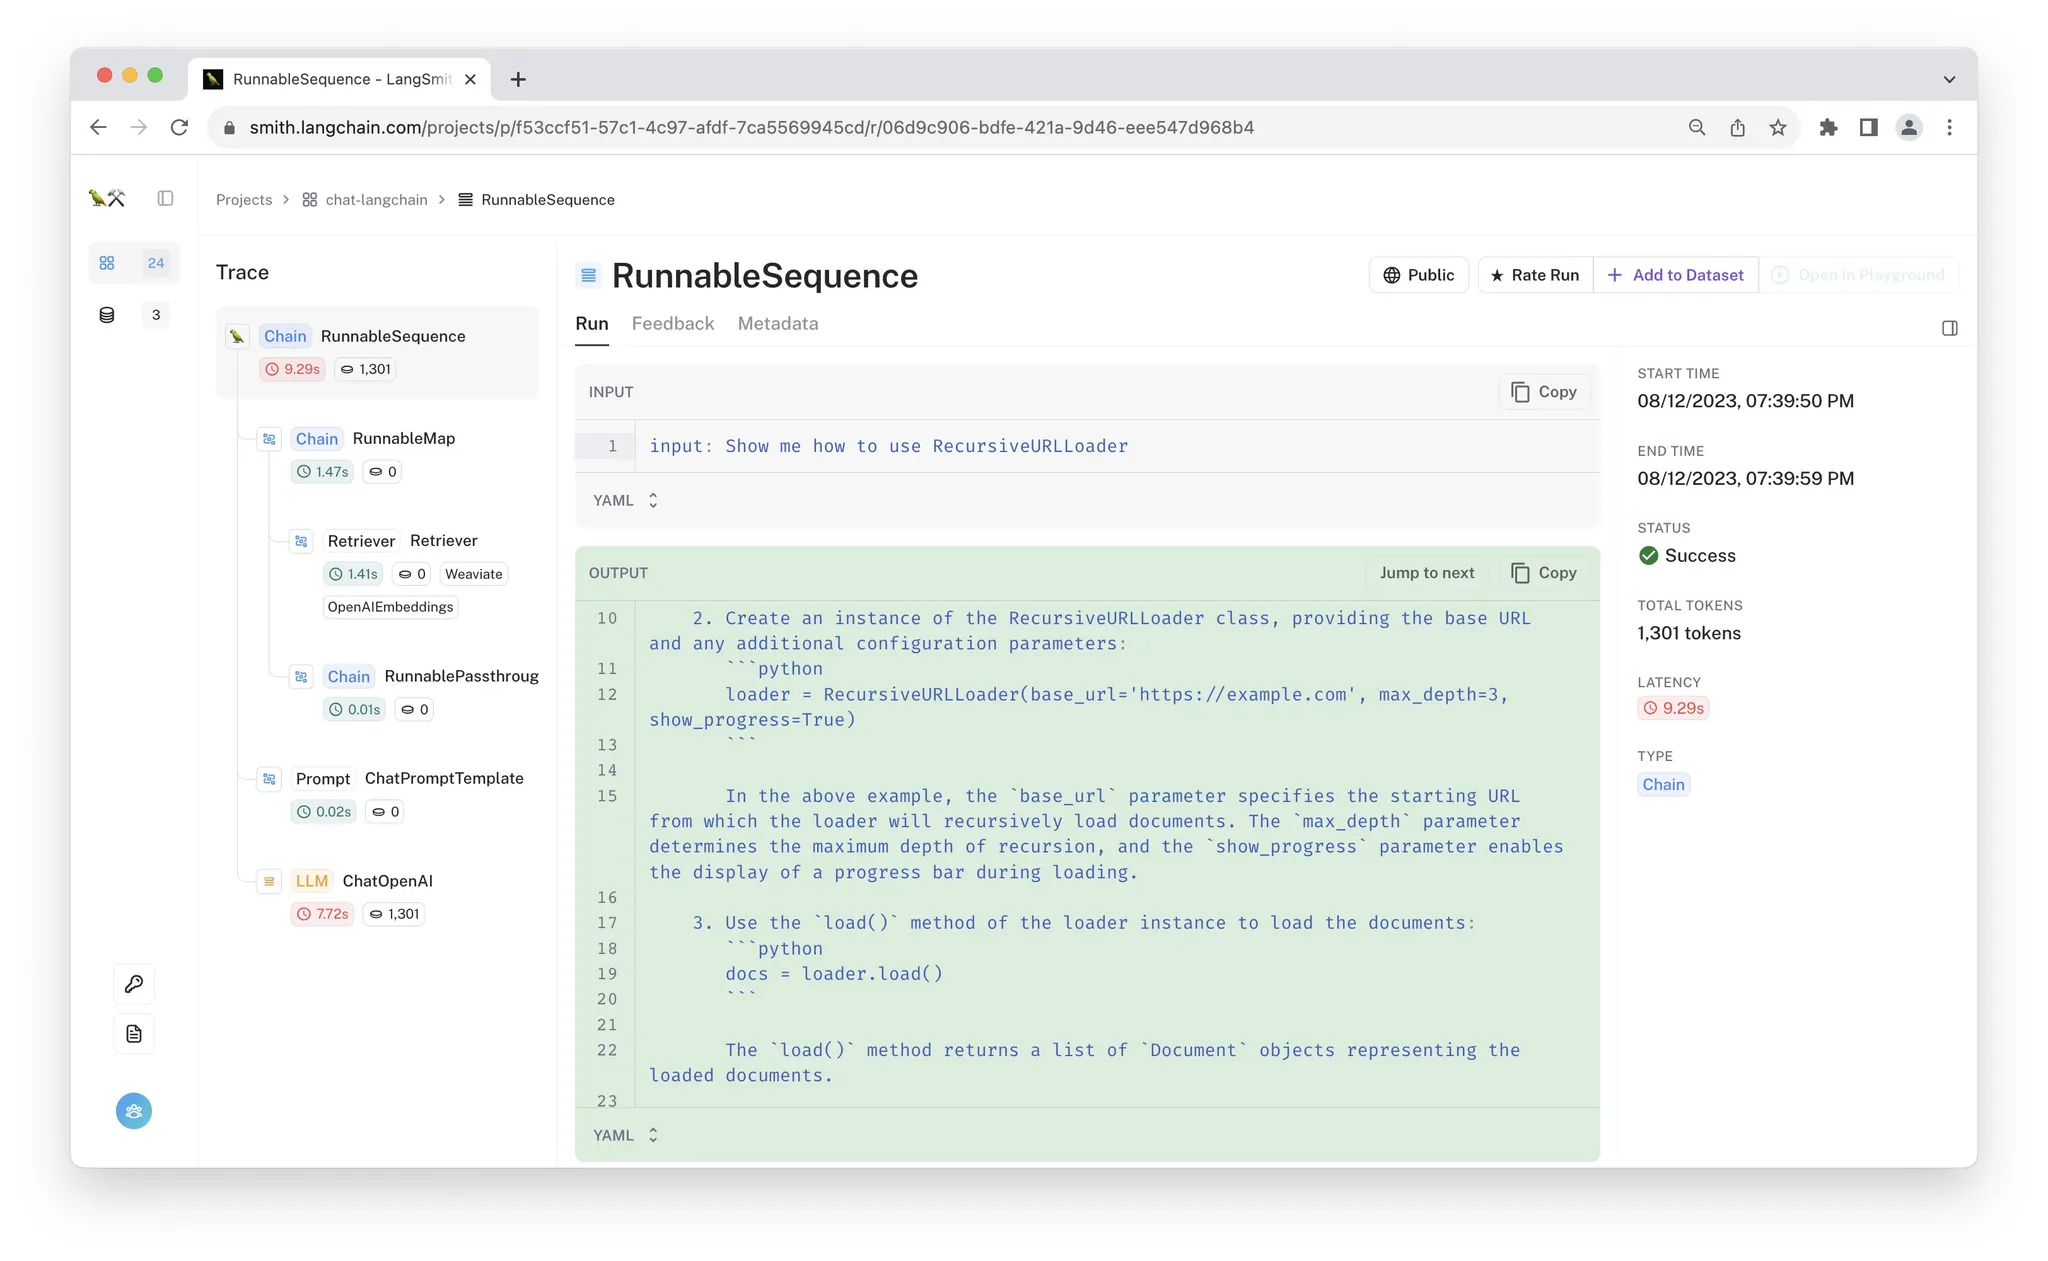 RunnableSequence - LangSmit
smith.langchain.com/projects/p/f53ccf51-57c1-4c97-afdf-7ca5569945cd/r/06d9c906-bdfe-421a-9d46-eee547d968b4
Projects chat-langchain RunnableSequence
24
3
Trace
Chain RunnableSequence
9.29s 1,301
Chain RunnableMap
1.47s 0
Retriever Retriever
1.41s 0 Weaviate
OpenAIEmbeddings
Chain RunnablePassthroug
0.01s 0
Prompt ChatPromptTemplate
0.02s 0
LLM ChatOpenAI
7.72s 1,301
RunnableSequence
Public Rate Run Add to Dataset Open in Playground
Run Feedback Metadata
INPUT Copy
1 input: Show me how to use RecursiveURLLoader
YAML
OUTPUT Jump to next Copy
10 2. Create an instance of the RecursiveURLLoader class, providing the base URL
and any additional configuration parameters:
11 ```python
12 loader = RecursiveURLLoader(base_url='https://example.com', max_depth=3,
show_progress=True)
13 ```
14
15 In the above example, the `base_url` parameter specifies the starting URL
from which the loader will recursively load documents. The `max_depth` parameter
determines the maximum depth of recursion, and the `show_progress` parameter enables
the display of a progress bar during loading.
16
17 3. Use the `load()` method of the loader instance to load the documents:
18 ```python
19 docs = loader.load()
20 ```
21
22 The `load()` method returns a list of `Document` objects representing the
loaded documents.
23
YAML
START TIME
08/12/2023, 07:39:50 PM
END TIME
08/12/2023, 07:39:59 PM
STATUS
Success
TOTAL TOKENS
1,301 tokens
LATENCY
9.29s
TYPE
Chain